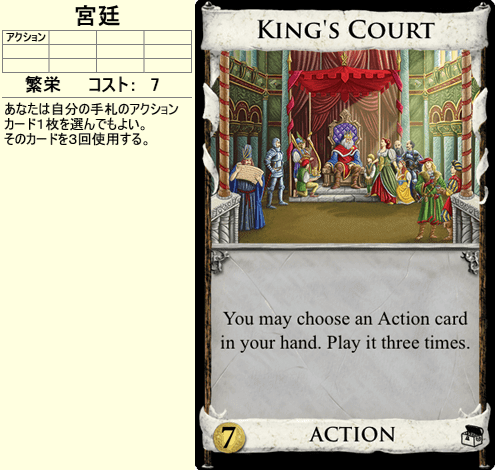 宮廷
アクション
繁栄 コスト: 7
あなたは自分の手札のアクション
カード1枚を選んでもよい。
そのカードを3回使用する。
KING'S COURT
You may choose an Action card
in your hand. Play it three times.
7
ACTION